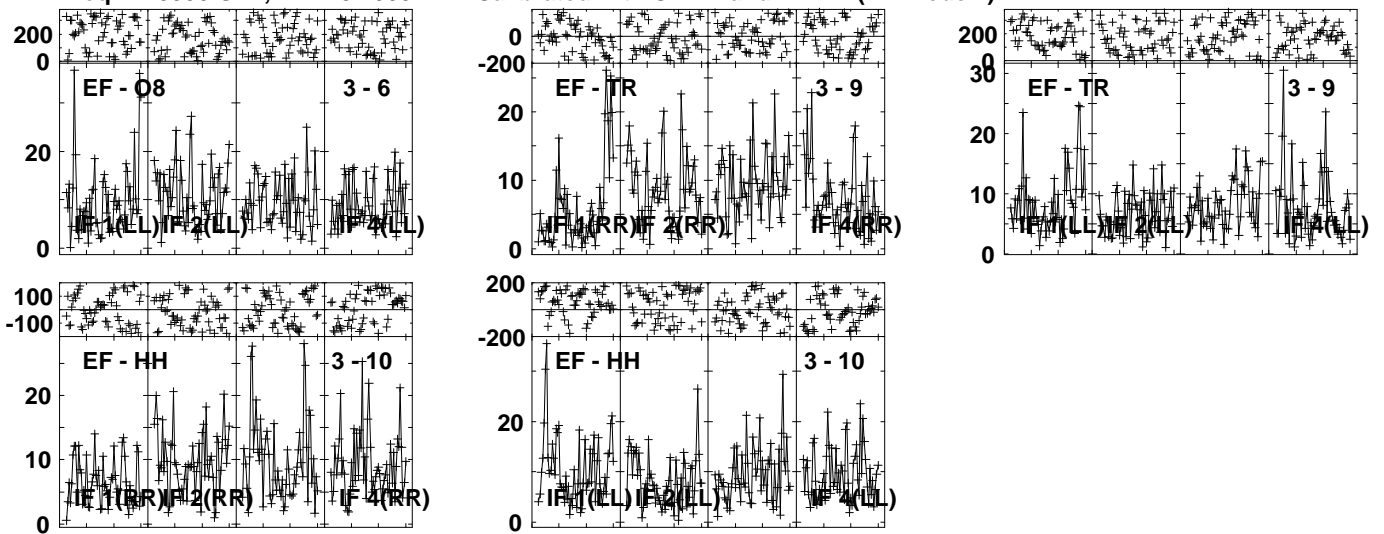 200
0
EF - O8
3 - 6
20
IF 1(LL)
IF 2(LL)
IF 4(LL)
0
0
-200
EF - TR
3 - 9
20
10
IF 1(RR)
IF 2(RR)
IF 4(RR)
0
200
0
30
EF - TR
3 - 9
20
10
IF 1(LL)
IF 2(LL)
IF 4(LL)
0
100
-100
EF - HH
3 - 10
20
10
IF 1(RR)
IF 2(RR)
IF 4(RR)
0
200
-200
EF - HH
3 - 10
20
IF 1(LL)
IF 2(LL)
IF 4(LL)
0